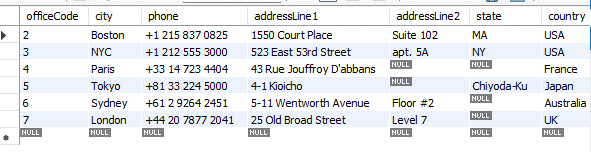 officeCode city phone addressLine1 addressLine2 state country
2 Boston +1 215 837 0825 1550 Court Place Suite 102 MA USA
3 NYC +1 212 555 3000 523 East 53rd Street apt. 5A NY USA
4 Paris +33 14 723 4404 43 Rue Jouffroy D'abbans NULL NULL France
5 Tokyo +81 33 224 5000 4-1 Kioicho NULL Chiyoda-Ku Japan
6 Sydney +61 2 9264 2451 5-11 Wentworth Avenue Floor #2 NULL Australia
7 London +44 20 7877 2041 25 Old Broad Street Level 7 NULL UK
NULL NULL NULL NULL NULL NULL NULL